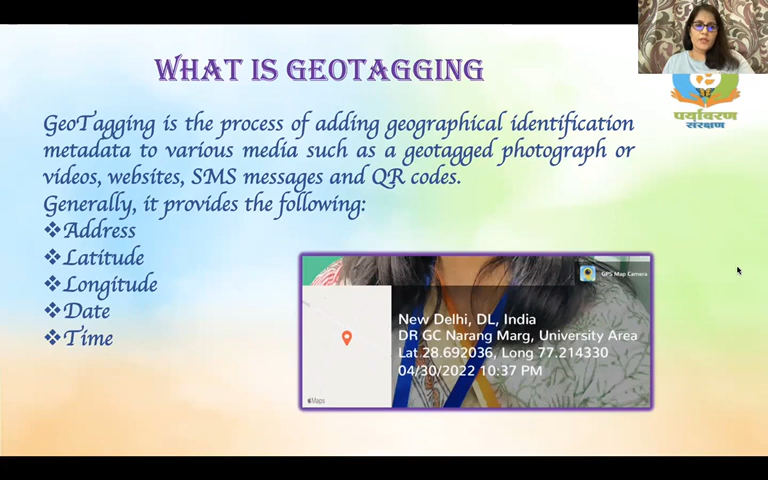 WHAT IS GEOTAGGING
GeoTagging is the process of adding geographical identification
metadata to various media such as a geotagged photograph or
videos, websites, SMS messages and QR codes.
Generally, it provides the following:
❖Address
❖Latitude
❖Longitude
❖Date
❖Time
पर्यावरण
संरक्षण
GPS Map Camera
New Delhi, DL, India
DR GC Narang Marg, University Area
Lat 28.692036, Long 77.214330
04/30/2022 10:37 PM
Maps